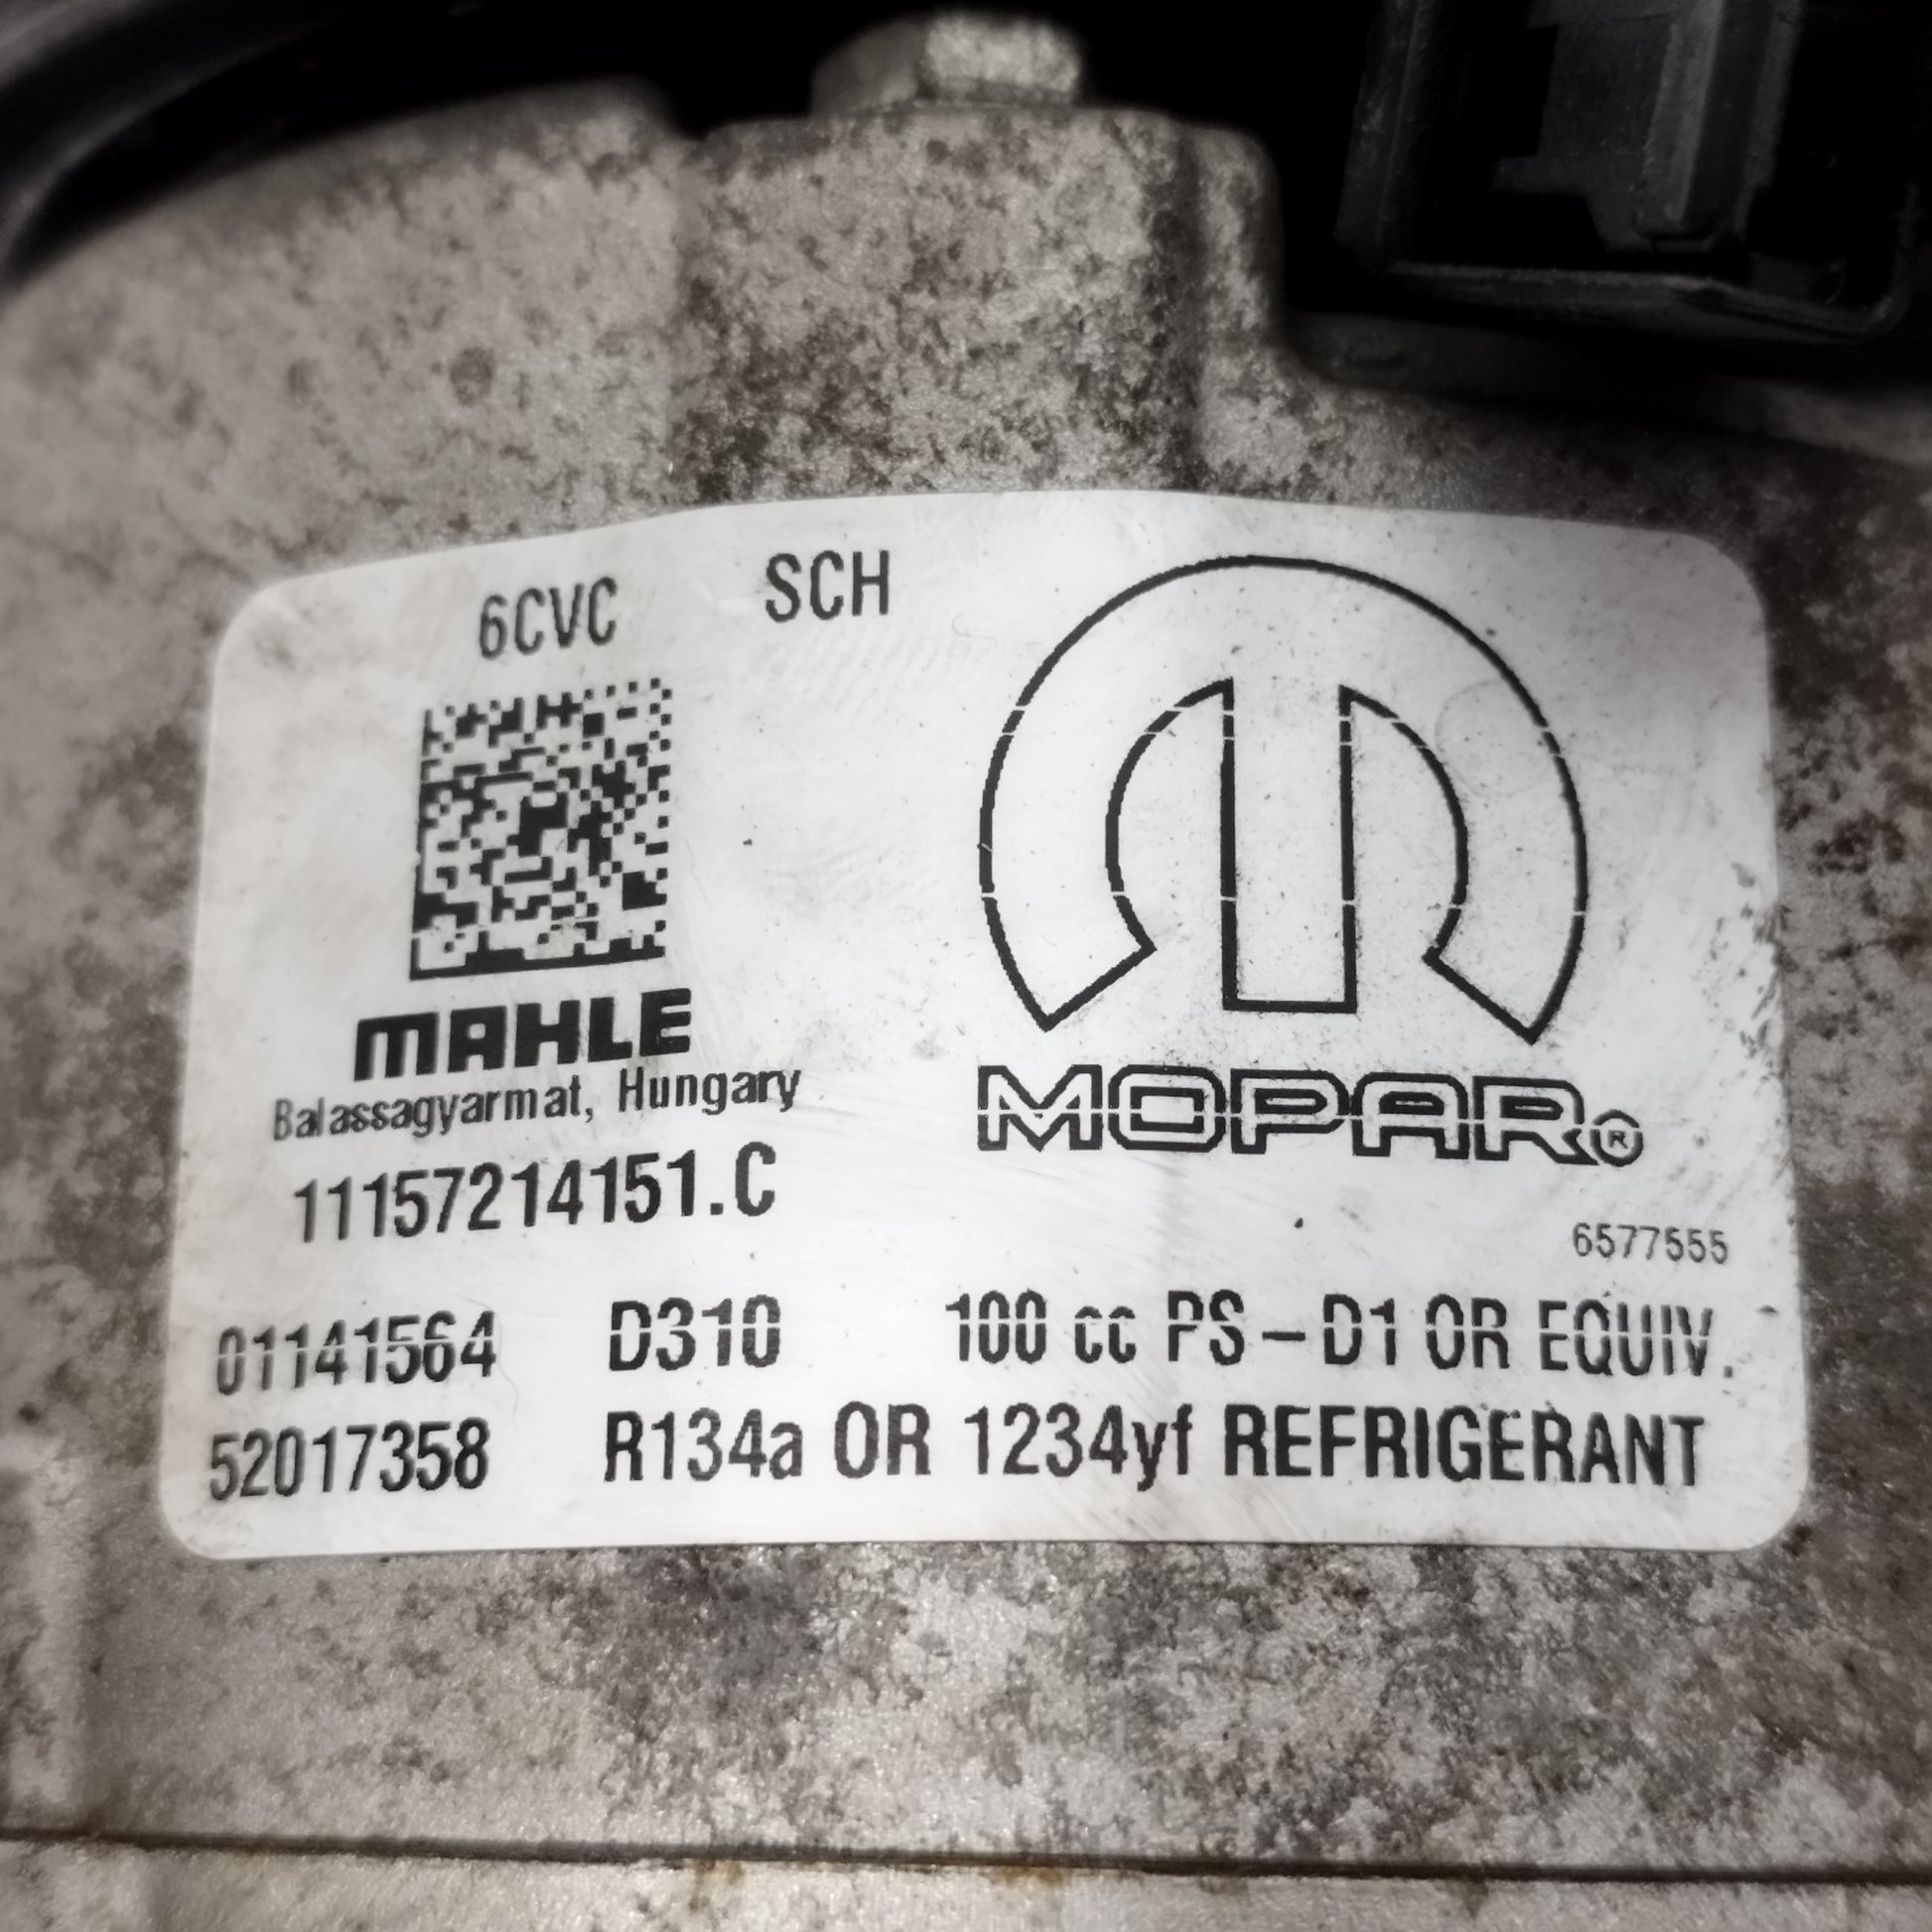 6CVC SCH
MAHLE
Balassagyarmat, Hungary
MOPAR®
11157214151.C
6577555
01141564 D310 100 cc PS-D1 OR EQUIV.
52017358 R134a OR 1234yf REFRIGERANT